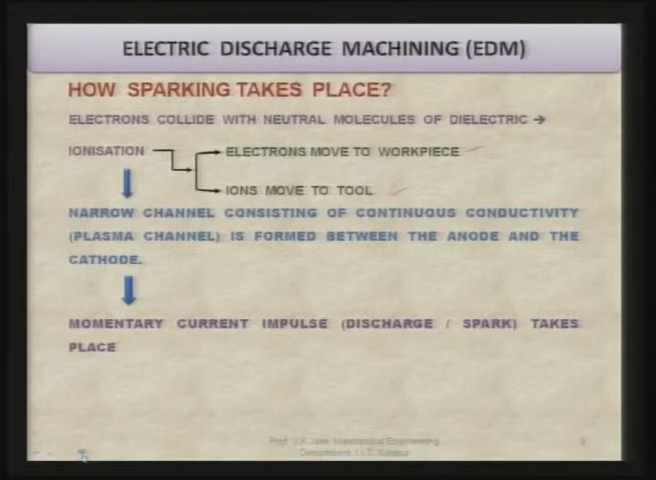 ELECTRIC DISCHARGE MACHINING (EDM)
HOW SPARKING TAKES PLACE?
ELECTRONS COLLIDE WITH NEUTRAL MOLECULES OF DIELECTRIC →
IONISATION
ELECTRONS MOVE TO WORKPIECE
IONS MOVE TO TOOL
NARROW CHANNEL CONSISTING OF CONTINUOUS CONDUCTIVITY
(PLASMA CHANNEL) IS FORMED BETWEEN THE ANODE AND THE
CATHODE.
MOMENTARY CURRENT IMPULSE (DISCHARGE / SPARK) TAKES
PLACE
Prof. Mechanical Engineering
Department